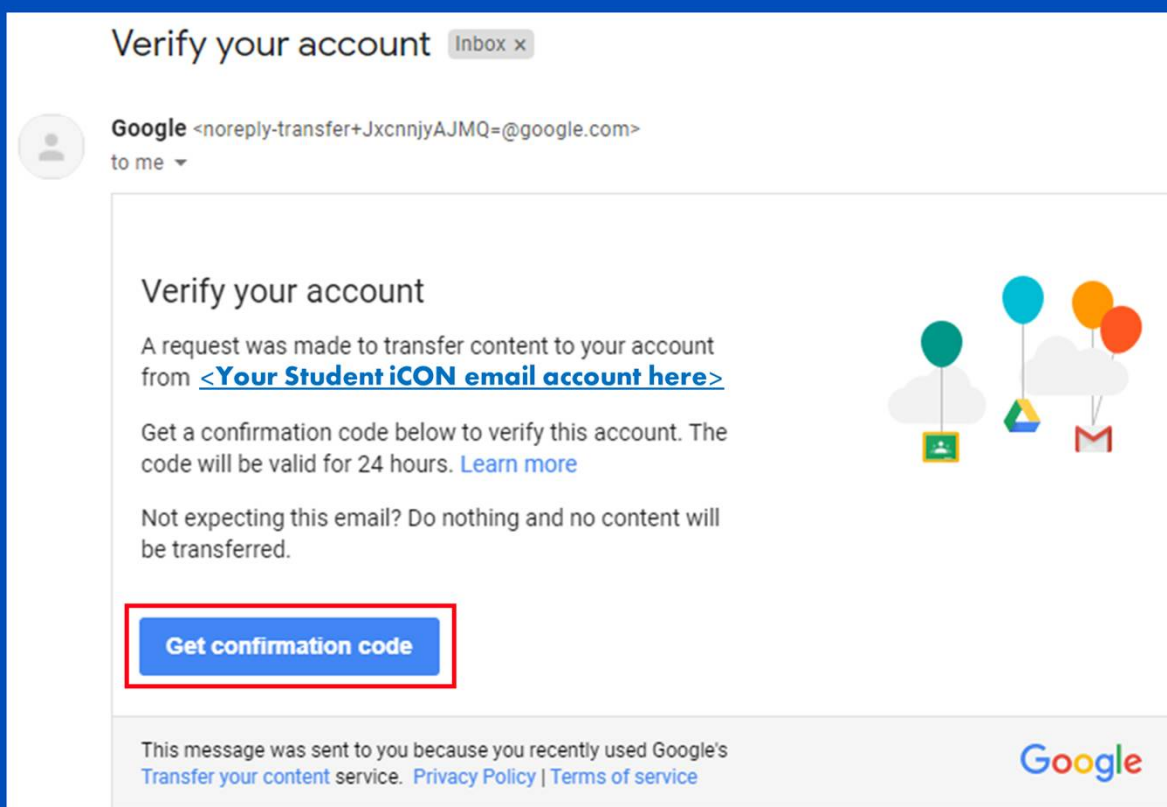 Verify your account Inbox x
Google <noreply-transfer+JxcnnjyAJMQ=@google.com>
to me
Verify your account
A request was made to transfer content to your account
from <Your Student iCON email account here>
Get a confirmation code below to verify this account. The
code will be valid for 24 hours. Learn more
Not expecting this email? Do nothing and no content will
be transferred.
Get confirmation code
This message was sent to you because you recently used Google's
Transfer your content service. Privacy Policy | Terms of service
Google